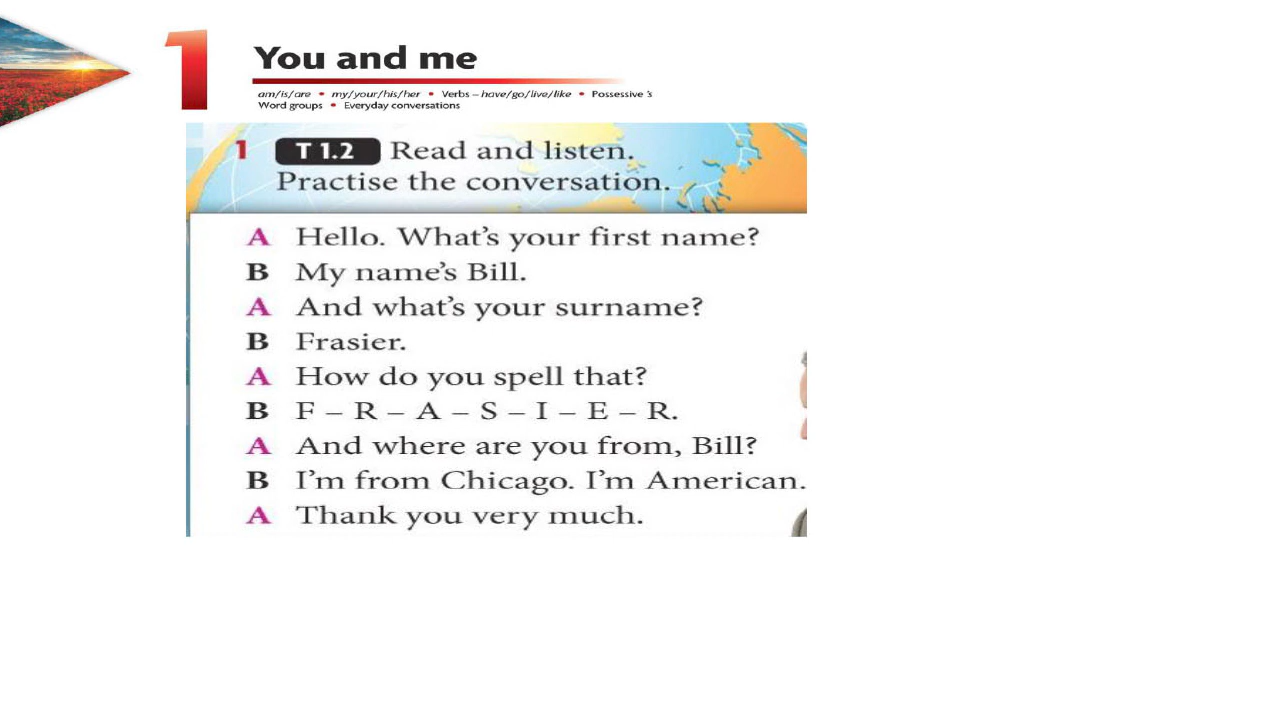 1
You and me
am/is/are • my/your/his/her • Verbs – have/go/live/like • Possessive ’s
Word groups • Everyday conversations
1 T 1.2 Read and listen.
Practise the conversation.
A Hello. What’s your first name?
B My name’s Bill.
A And what’s your surname?
B Frasier.
A How do you spell that?
B F – R – A – S – I – E – R.
A And where are you from, Bill?
B I’m from Chicago. I’m American.
A Thank you very much.